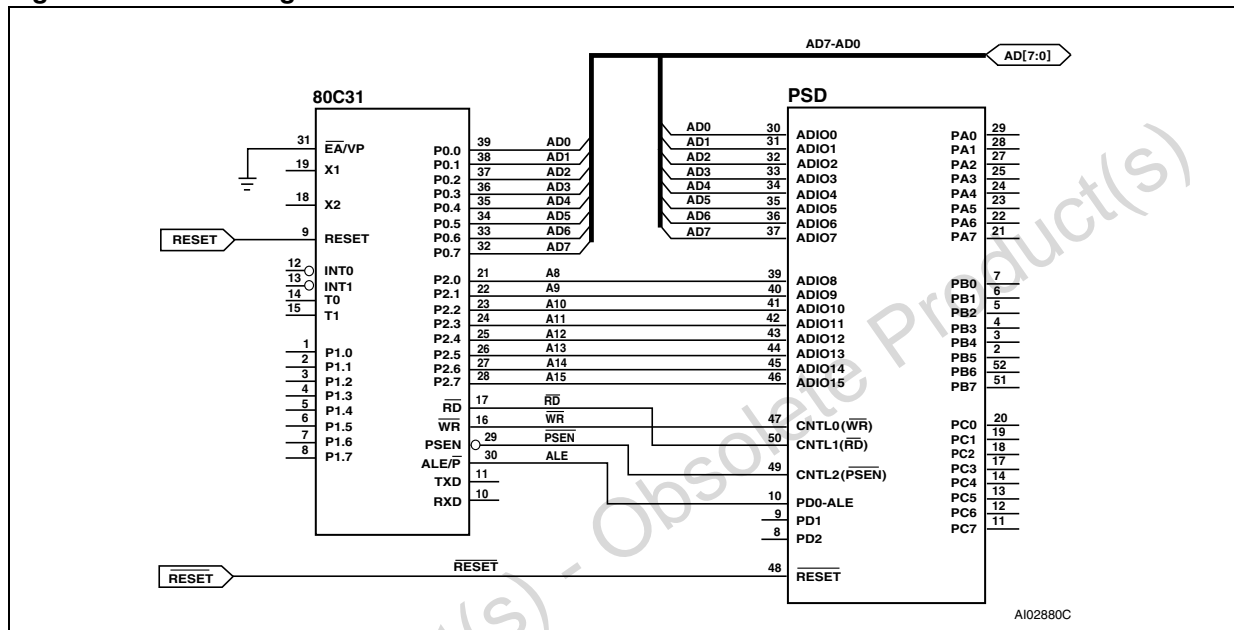 AD7-AD0
AD[7:0]
80C31
PSD
31 EA/VP
19 X1
18 X2
RESET 9 RESET
12 INT0
13 INT1
14 T0
15 T1
1 P1.0
2 P1.1
3 P1.2
4 P1.3
5 P1.4
6 P1.5
7 P1.6
8 P1.7
P0.0 39 AD0
P0.1 38 AD1
P0.2 37 AD2
P0.3 36 AD3
P0.4 35 AD4
P0.5 34 AD5
P0.6 33 AD6
P0.7 32 AD7
P2.0 21 A8
P2.1 22 A9
P2.2 23 A10
P2.3 24 A11
P2.4 25 A12
P2.5 26 A13
P2.6 27 A14
P2.7 28 A15
RD 17 RD
WR 16 WR
PSEN 29 PSEN
ALE/P 30 ALE
TXD 11
RXD 10
AD0 30 ADIO0
AD1 31 ADIO1
AD2 32 ADIO2
AD3 33 ADIO3
AD4 34 ADIO4
AD5 35 ADIO5
AD6 36 ADIO6
AD7 37 ADIO7
39 ADIO8
40 ADIO9
41 ADIO10
42 ADIO11
43 ADIO12
44 ADIO13
45 ADIO14
46 ADIO15
47 CNTL0(WR)
50 CNTL1(RD)
49 CNTL2(PSEN)
10 PD0-ALE
9 PD1
8 PD2
RESET RESET 48 RESET
PA0 29
PA1 28
PA2 27
PA3 25
PA4 24
PA5 23
PA6 22
PA7 21
PB0 7
PB1 6
PB2 5
PB3 4
PB4 3
PB5 2
PB6 52
PB7 51
PC0 20
PC1 19
PC2 18
PC3 17
PC4 14
PC5 13
PC6 12
PC7 11
AI02880C
(s) - Obsolete Product(s)